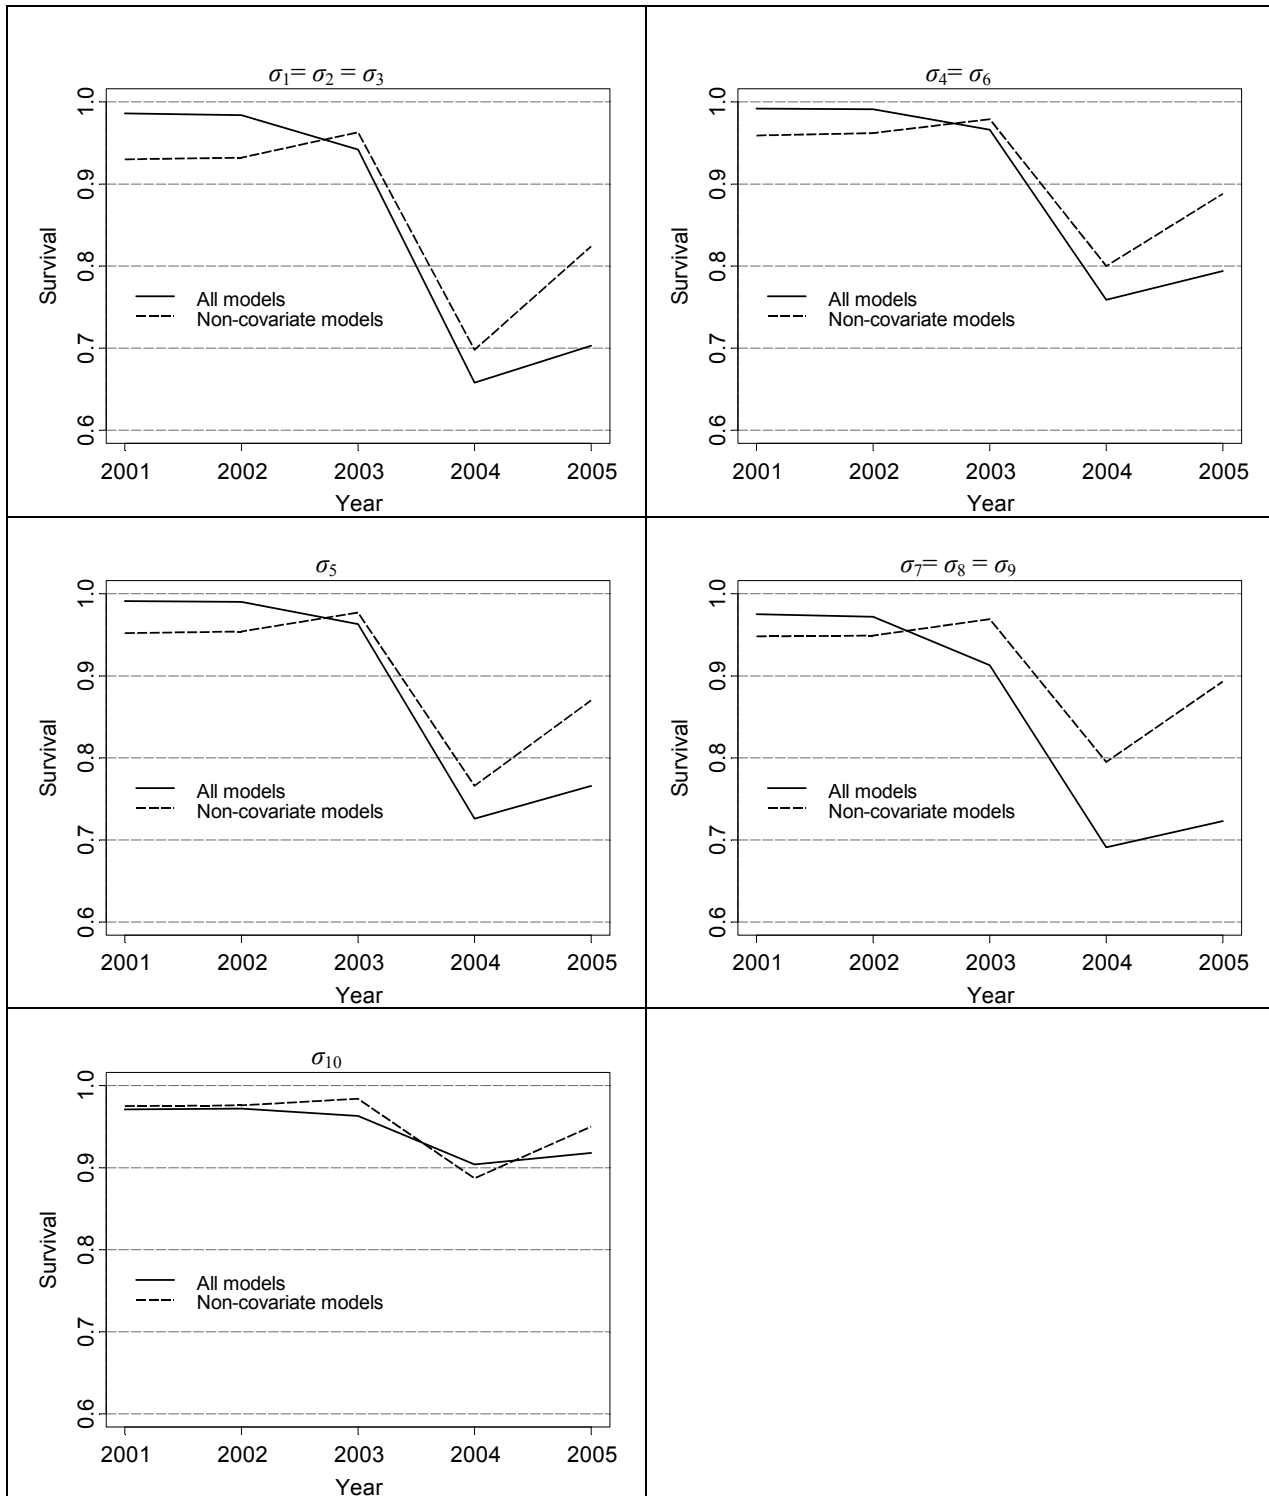 σ1= σ2 = σ3
1.0
0.9
0.8
0.7
0.6
Survival
All models
Non-covariate models
2001 2002 2003 2004 2005
Year
σ4= σ6
1.0
0.9
0.8
0.7
0.6
Survival
All models
Non-covariate models
2001 2002 2003 2004 2005
Year
σ5
1.0
0.9
0.8
0.7
0.6
Survival
All models
Non-covariate models
2001 2002 2003 2004 2005
Year
σ7= σ8 = σ9
1.0
0.9
0.8
0.7
0.6
Survival
All models
Non-covariate models
2001 2002 2003 2004 2005
Year
σ10
1.0
0.9
0.8
0.7
0.6
Survival
All models
Non-covariate models
2001 2002 2003 2004 2005
Year